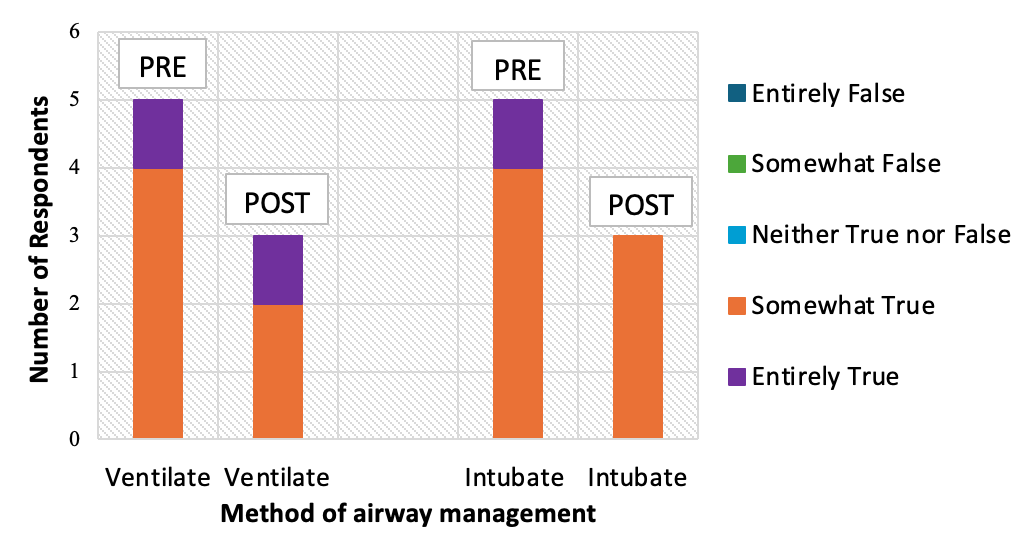 6
5
4
3
2
1
0
Number of Respondents
PRE
POST
PRE
POST
Ventilate
Ventilate
Intubate
Intubate
Method of airway management
Entirely False
Somewhat False
Neither True nor False
Somewhat True
Entirely True